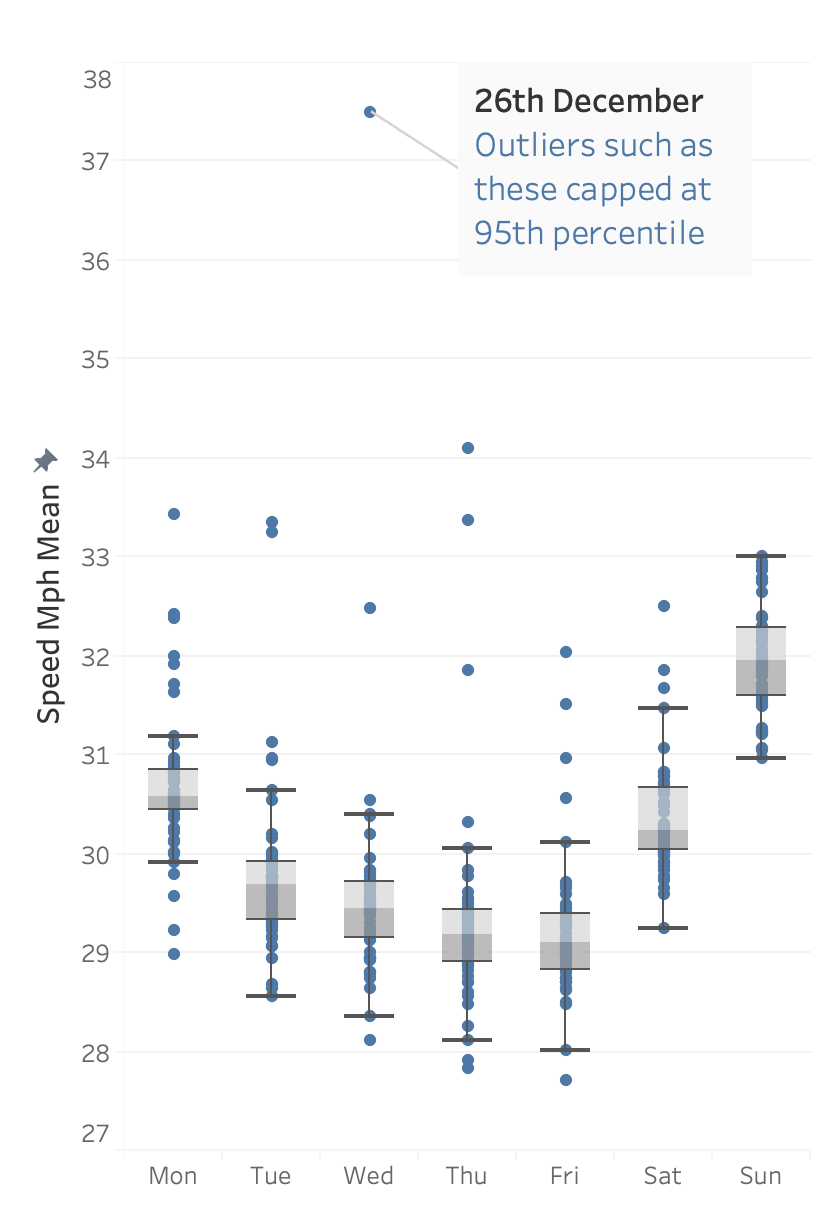 38
26th December
Outliers such as
these capped at
95th percentile
37
36
35
34
33
32
31
30
29
28
27
Speed Mph Mean
Mon Tue Wed Thu Fri Sat Sun